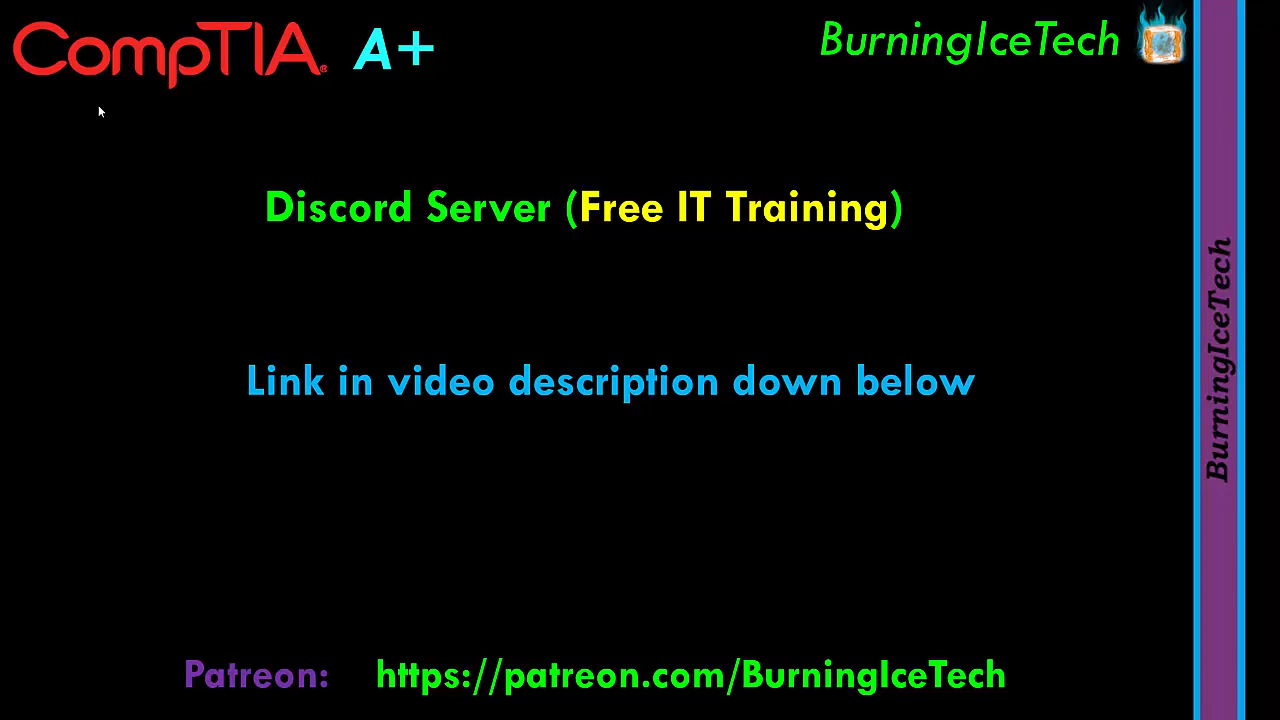 CompTIA® A+
BurningIceTech
Discord Server (Free IT Training)
Link in video description down below
Patreon: https://patreon.com/BurningIceTech
BurningIceTech